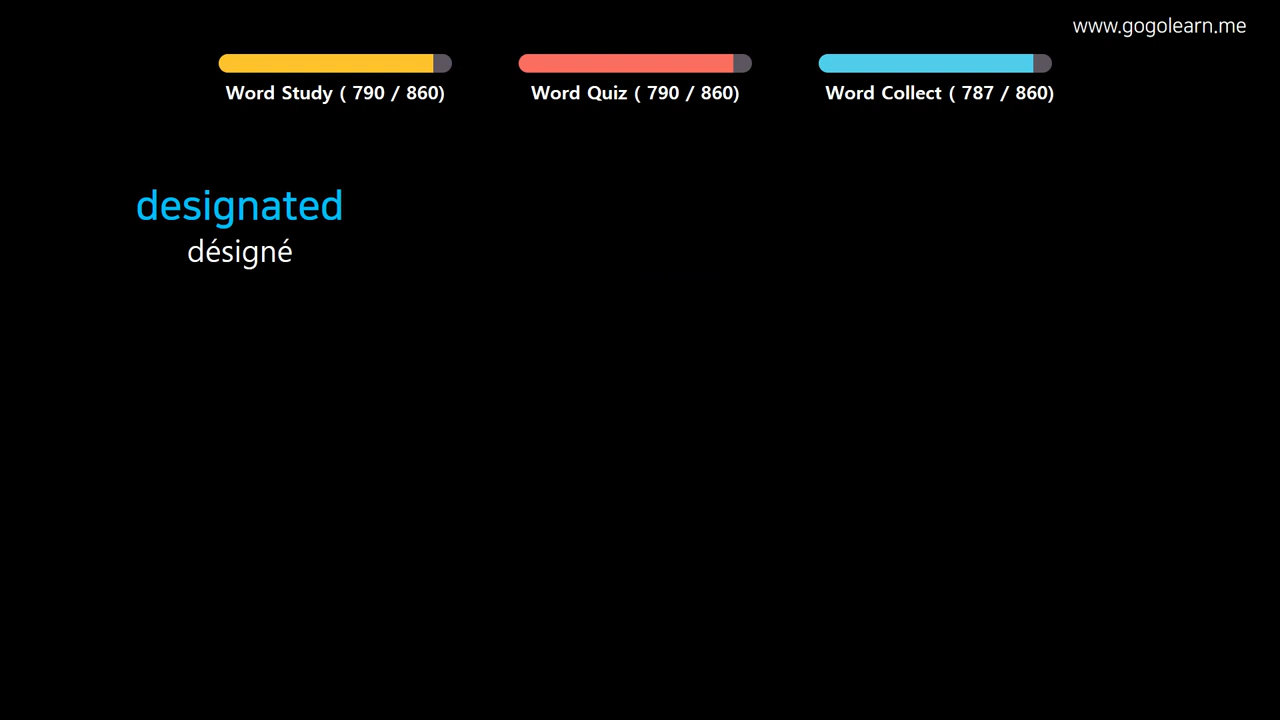 www.gogolearn.me
Word Study ( 790 / 860)
Word Quiz ( 790 / 860)
Word Collect ( 787 / 860)
designated
désigné